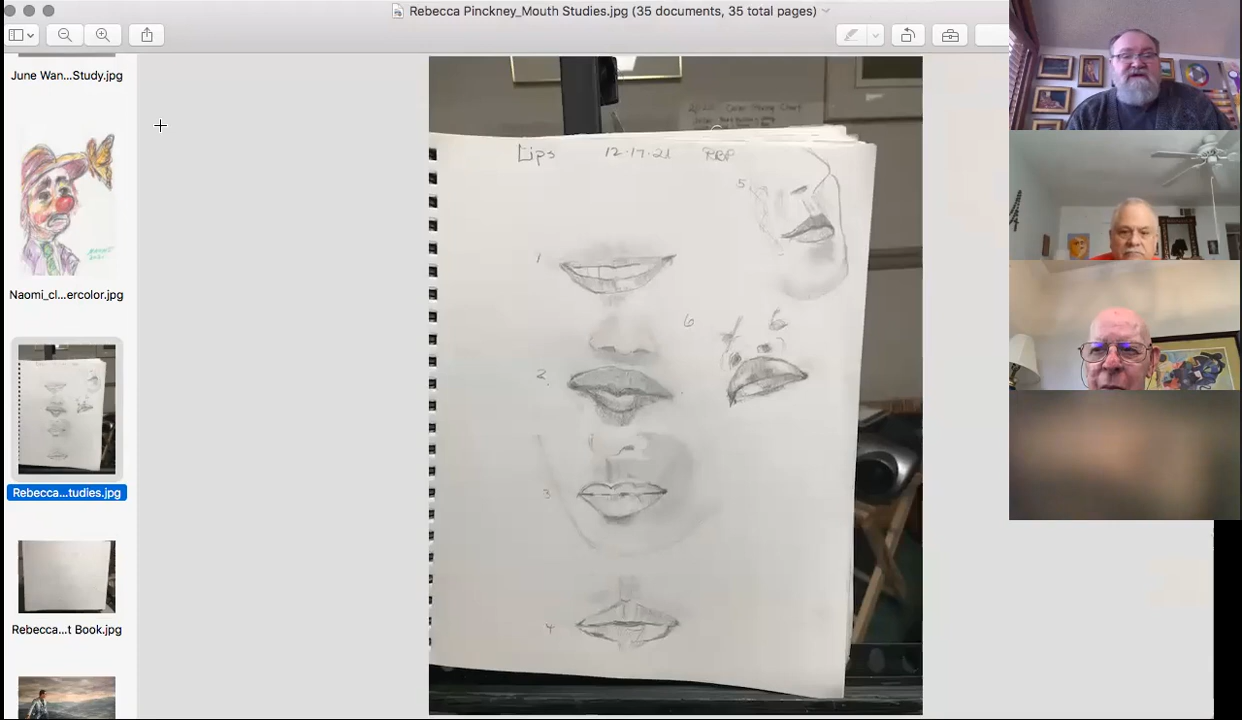 Rebecca Pinckney_Mouth Studies.jpg (35 documents, 35 total pages)
June Wan...Study.jpg
Naomi_cl...ercolor.jpg
Rebecca...tudies.jpg
Rebecca...t Book.jpg
Lips 12-17-21 RBP
5
1
6
2.
3
4